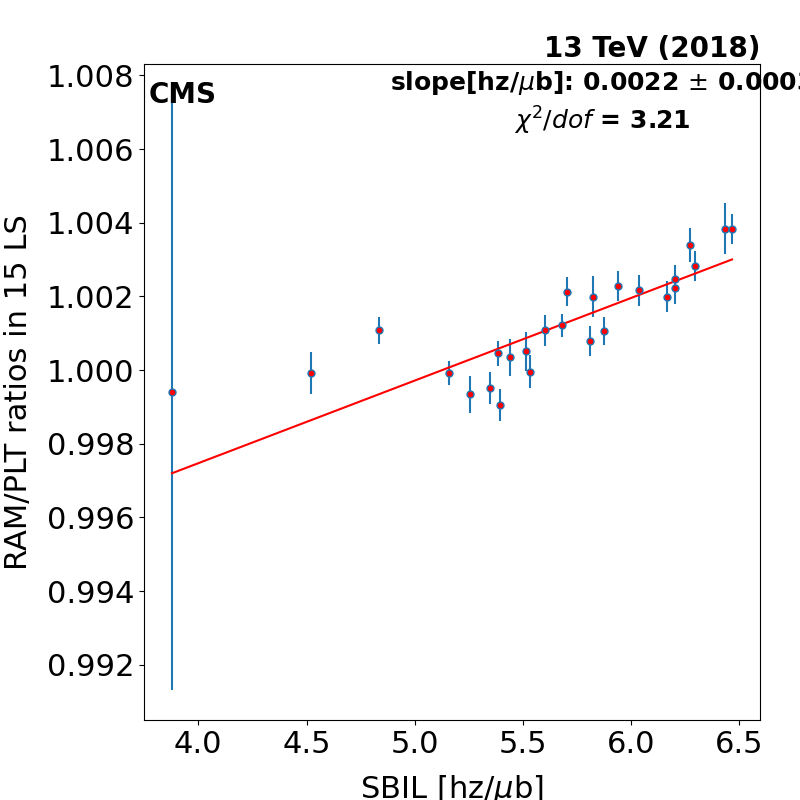 13 TeV (2018)
CMS
slope[hz/μb]: 0.0022 ± 0.0003
χ²/dof = 3.21
1.008
1.006
1.004
1.002
1.000
0.998
0.996
0.994
0.992
RAM/PLT ratios in 15 LS
4.0 4.5 5.0 5.5 6.0 6.5
SBIL [hz/μb]